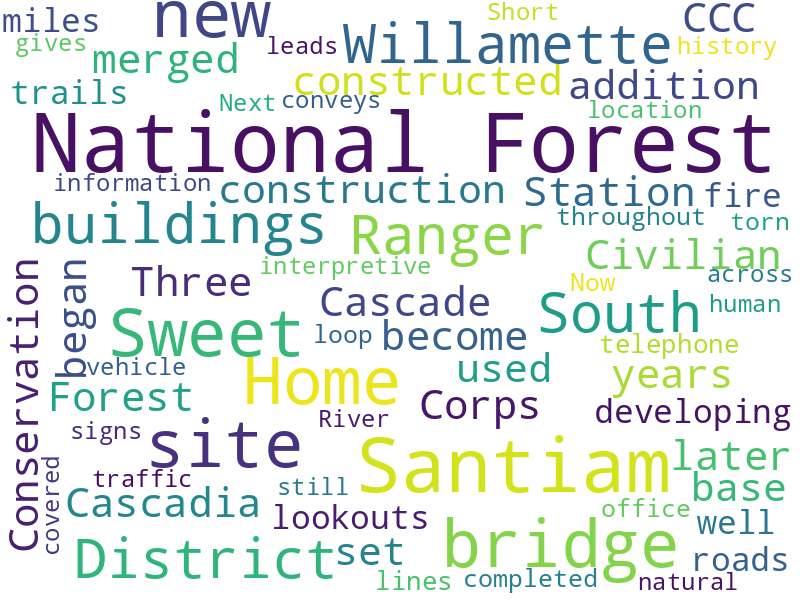 miles new Short CCC
gives merged leads Willamette history
trails Next conveys constructed addition
location
National Forest
information construction Station fire
buildings Ranger throughout torn
Civilian
interpretive across
Conservation began Three Cascade Now human
Sweet loop become South
vehicle telephone
Forest Home used years
River Corps developing
signs site
traffic still Santiam later
covered Cascadia lookouts office base
well
District set bridge roads
lines completed natural